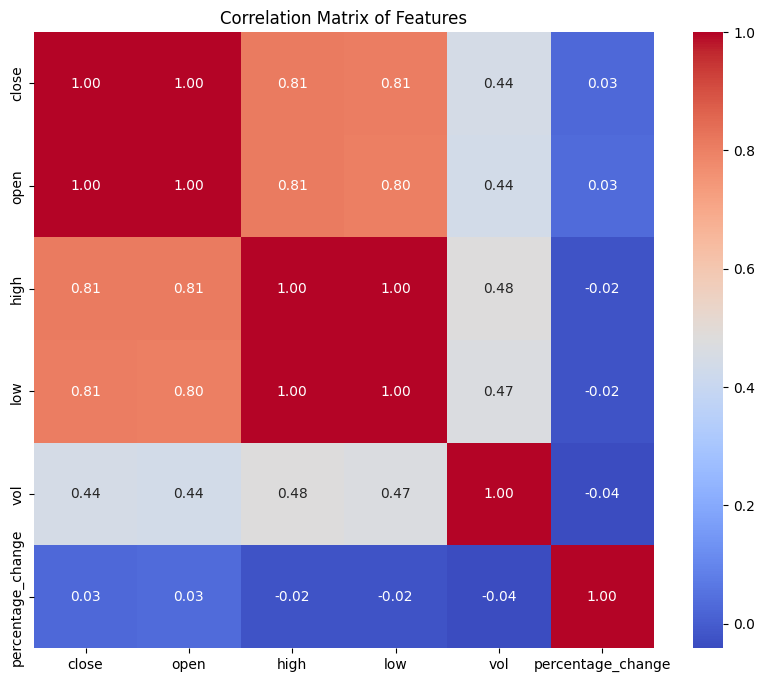 Correlation Matrix of Features
close 1.00 1.00 0.81 0.81 0.44 0.03
open 1.00 1.00 0.81 0.80 0.44 0.03
high 0.81 0.81 1.00 1.00 0.48 -0.02
low 0.81 0.80 1.00 1.00 0.47 -0.02
vol 0.44 0.44 0.48 0.47 1.00 -0.04
percentage_change 0.03 0.03 -0.02 -0.02 -0.04 1.00
close open high low vol percentage_change
1.0
0.8
0.6
0.4
0.2
0.0